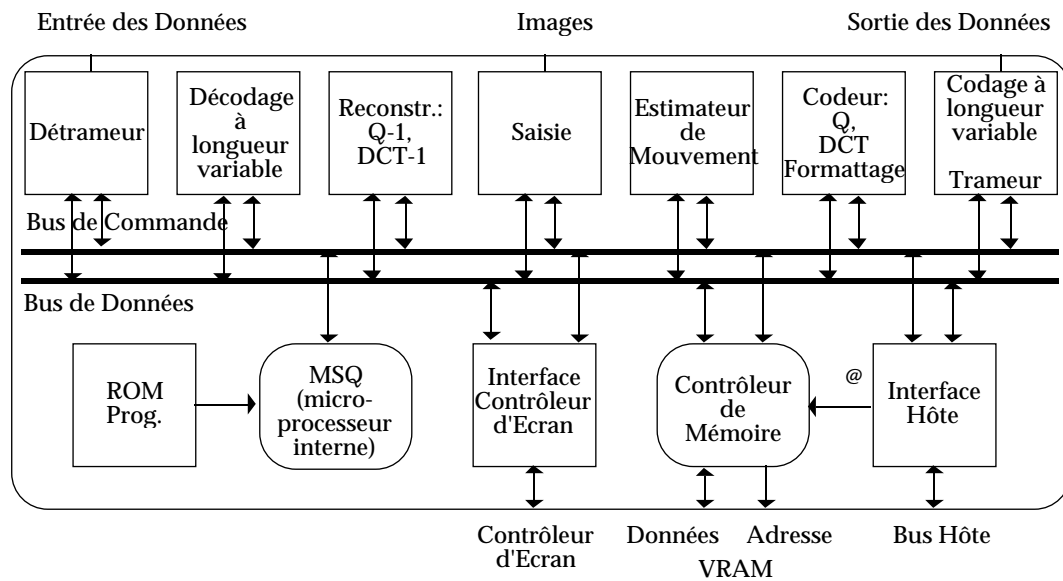 Entrée des Données
Images
Sortie des Données
Détrameur
Décodage
à
longueur
variable
Reconstr.:
Q-1,
DCT-1
Saisie
Estimateur
de
Mouvement
Codeur:
Q,
DCT
Formattage
Codage à
longueur
variable
Trameur
Bus de Commande
Bus de Données
ROM
Prog.
MSQ
(micro-
processeur
interne)
Interface
Contrôleur
d'Ecran
Contrôleur
de
Mémoire
@
Interface
Hôte
Contrôleur
d'Ecran
Données
Adresse
VRAM
Bus Hôte